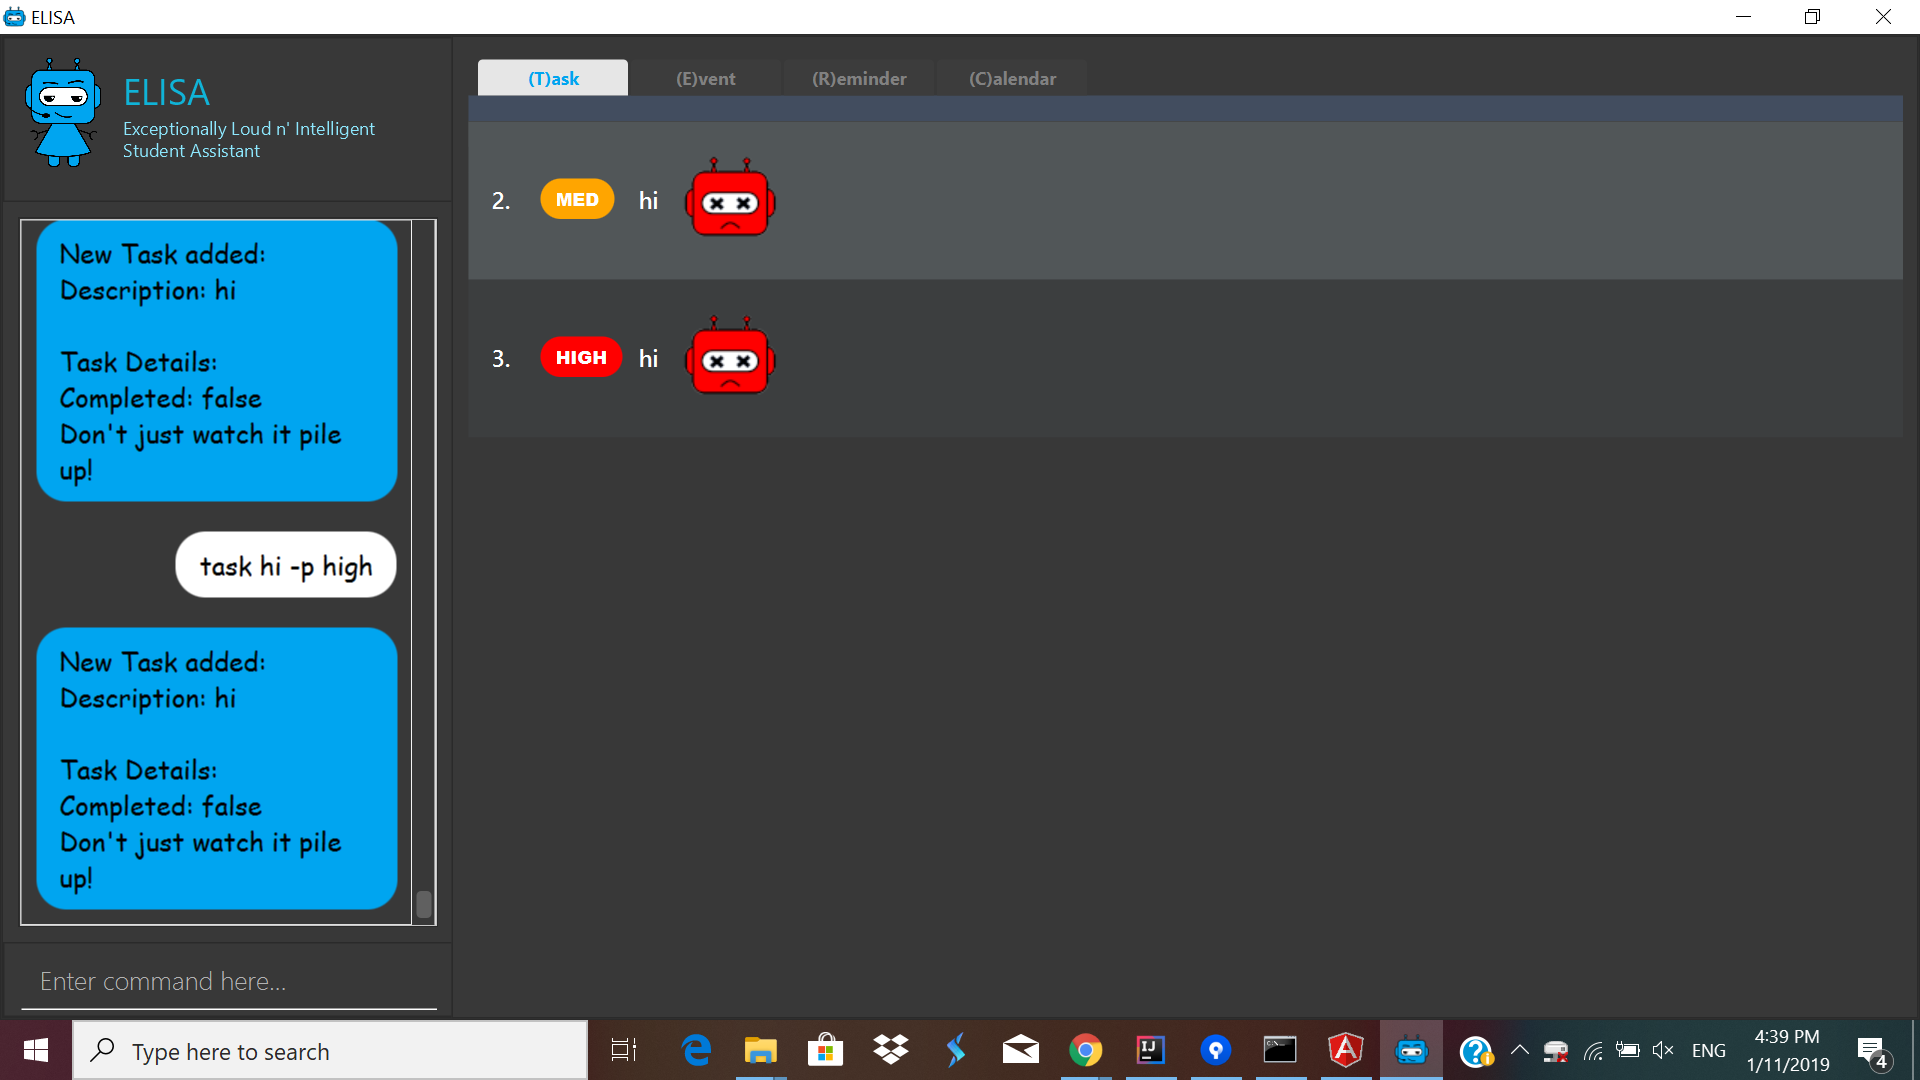 ELISA
ELISA
Exceptionally Loud n' Intelligent
Student Assistant
New Task added:
Description: hi
Task Details:
Completed: false
Don't just watch it pile
up!
task hi -p high
New Task added:
Description: hi
Task Details:
Completed: false
Don't just watch it pile
up!
Enter command here...
(T)ask
(E)vent
(R)eminder
(C)alendar
2. MED hi
3. HIGH hi
Type here to search
IJ
ENG
4:39 PM
1/11/2019
4